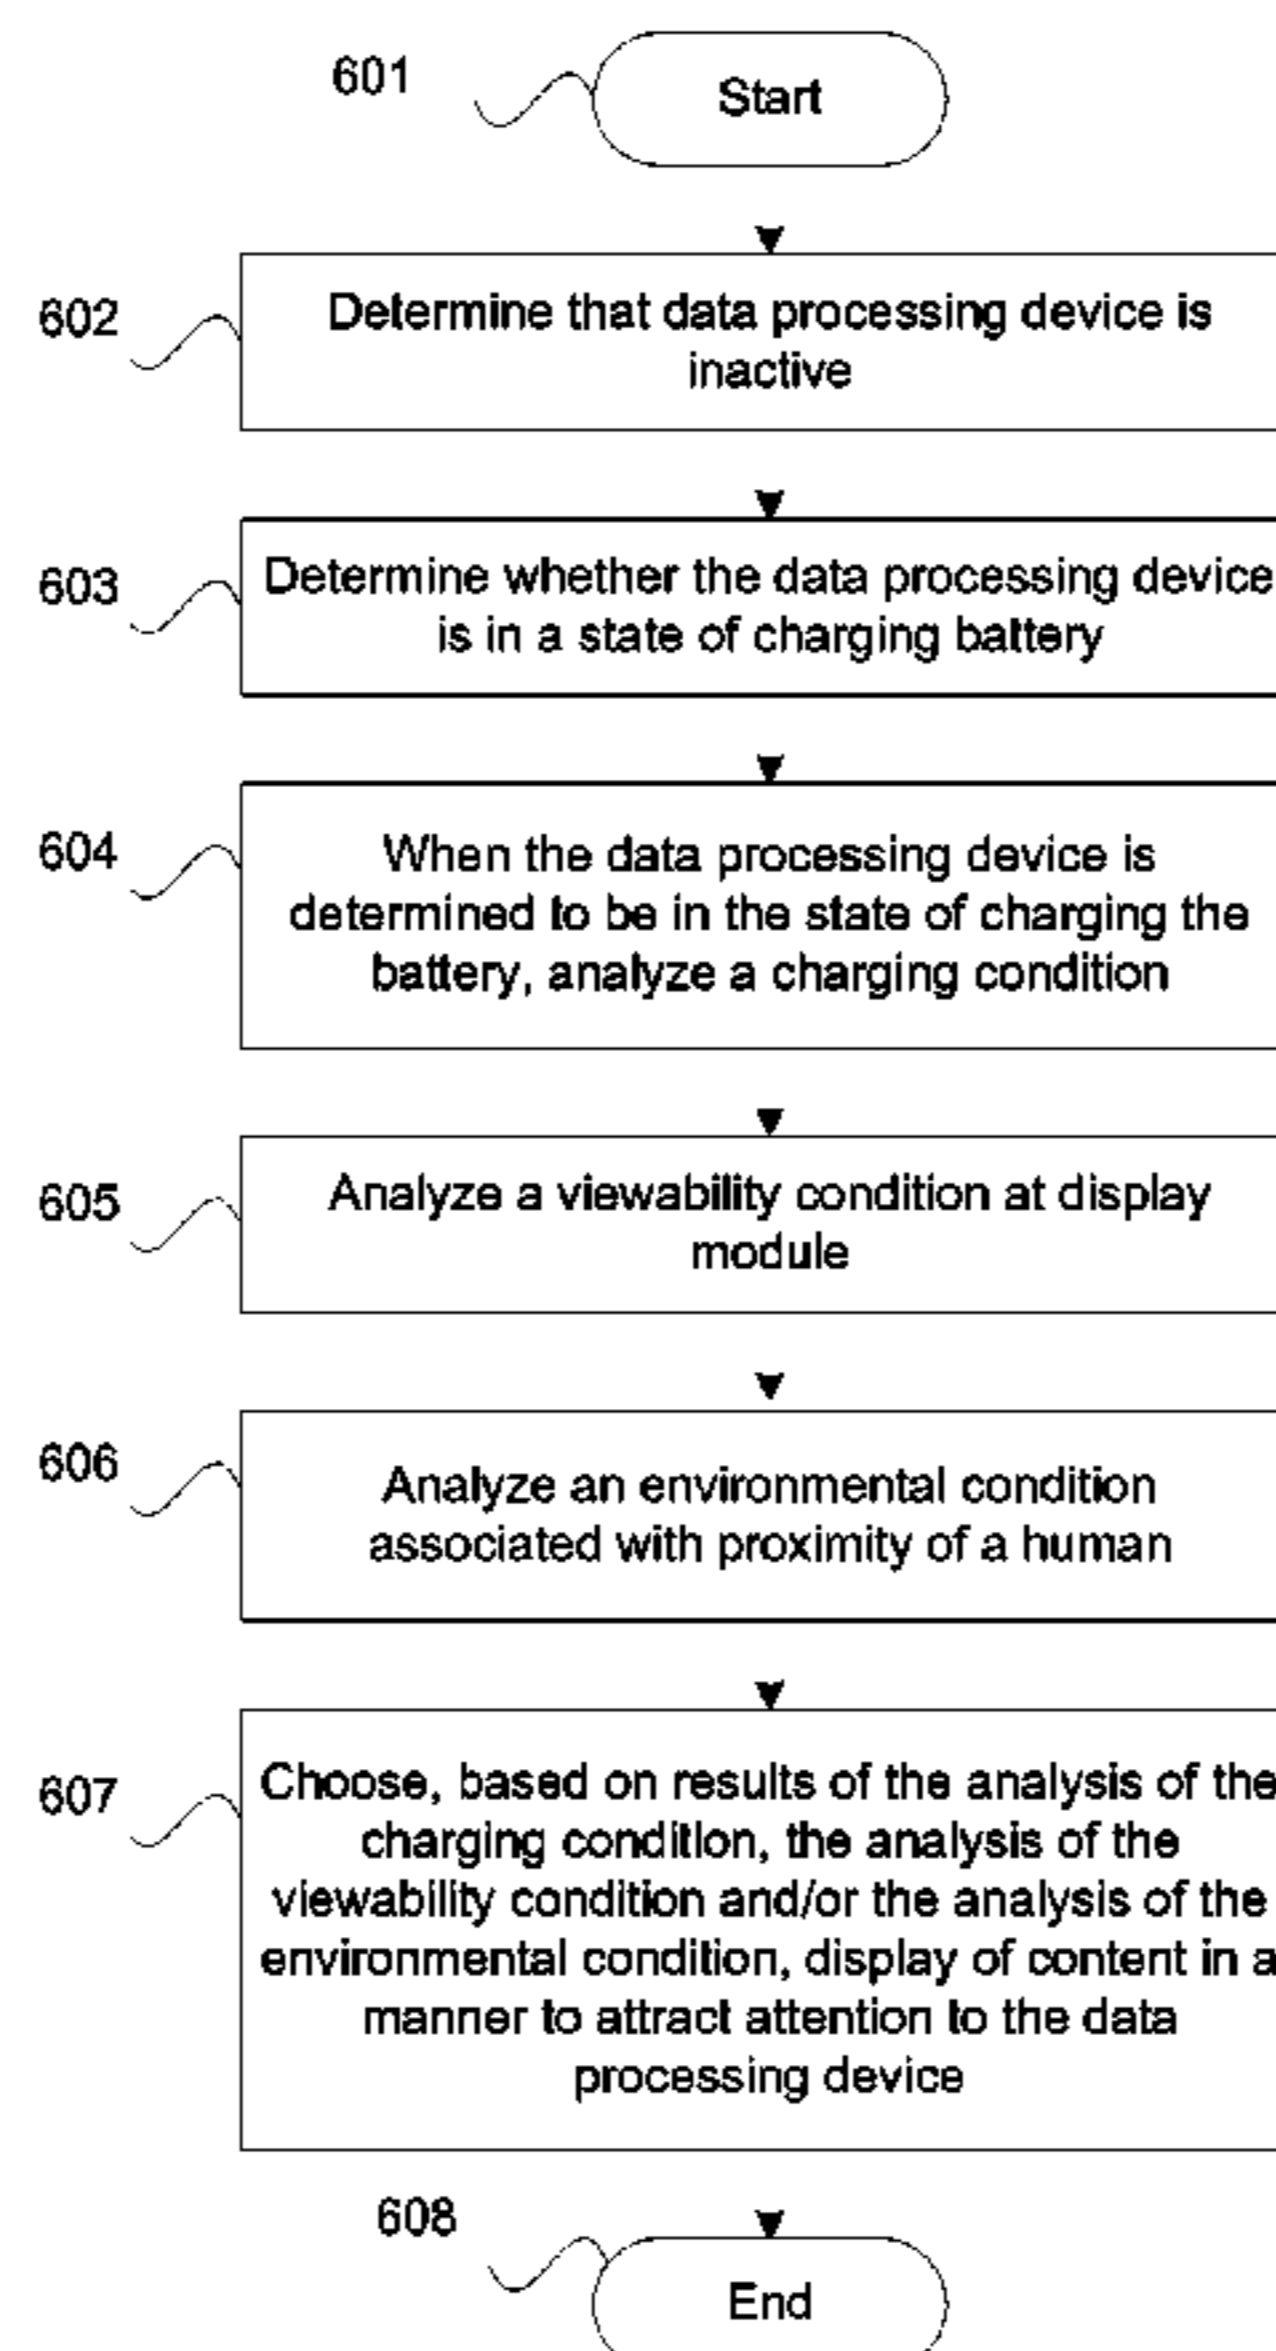 601
Start
602
Determine that data processing device is
inactive
603
Determine whether the data processing device
is in a state of charging battery
604
When the data processing device is
determined to be in the state of charging the
battery, analyze a charging condition
605
Analyze a viewability condition at display
module
606
Analyze an environmental condition
associated with proximity of a human
607
Choose, based on results of the analysis of the
charging condition, the analysis of the
viewability condition and/or the analysis of the
environmental condition, display of content in a
manner to attract attention to the data
processing device
608
End